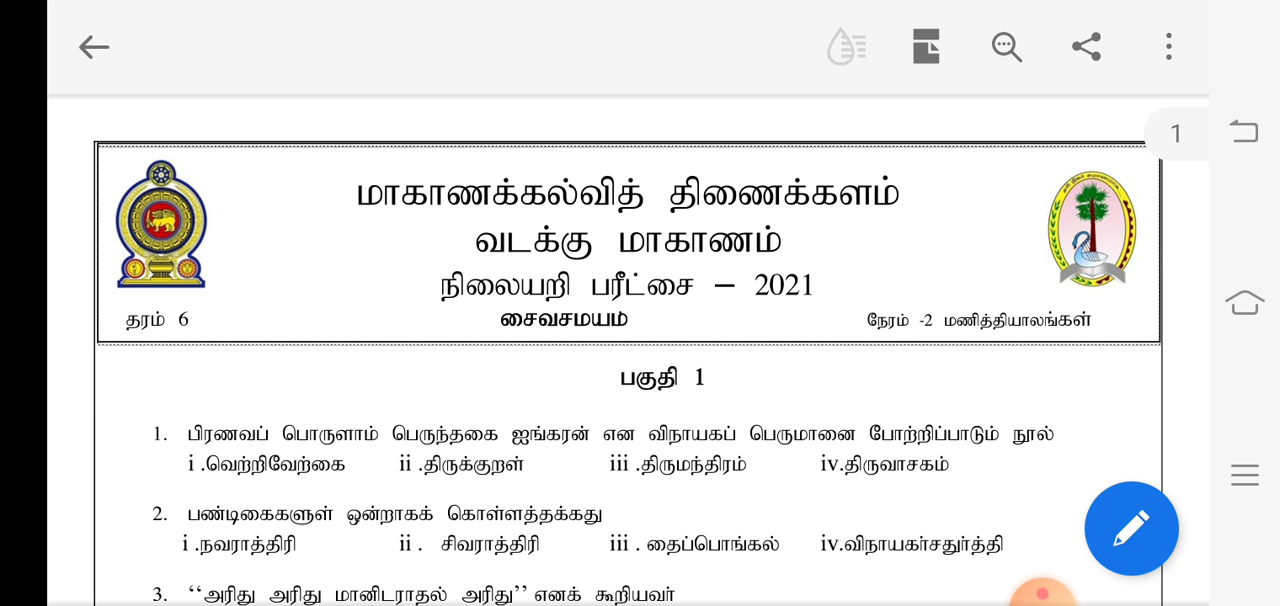 1
மாகாணக்கல்வித் திணைக்களம்
வடக்கு மாகாணம்
நிலையறி பரீட்சை – 2021
தரம் 6 சைவசமயம் நேரம் -2 மணித்தியாலங்கள்
பகுதி 1
1. பிரணவப் பொருளாம் பெருந்தகை ஐங்கரன் என விநாயகப் பெருமானை போற்றிப்பாடும் நூல்
i .வெற்றிவேற்கை ii .திருக்குறள் iii .திருமந்திரம் iv.திருவாசகம்
2. பண்டிகைகளுள் ஒன்றாகக் கொள்ளத்தக்கது
i .நவராத்திரி ii . சிவராத்திரி iii . தைப்பொங்கல் iv.விநாயகர்சதுர்த்தி
3. ‘‘அரிது அரிது மானிடராதல் அரிது’’ எனக் கூறியவர்